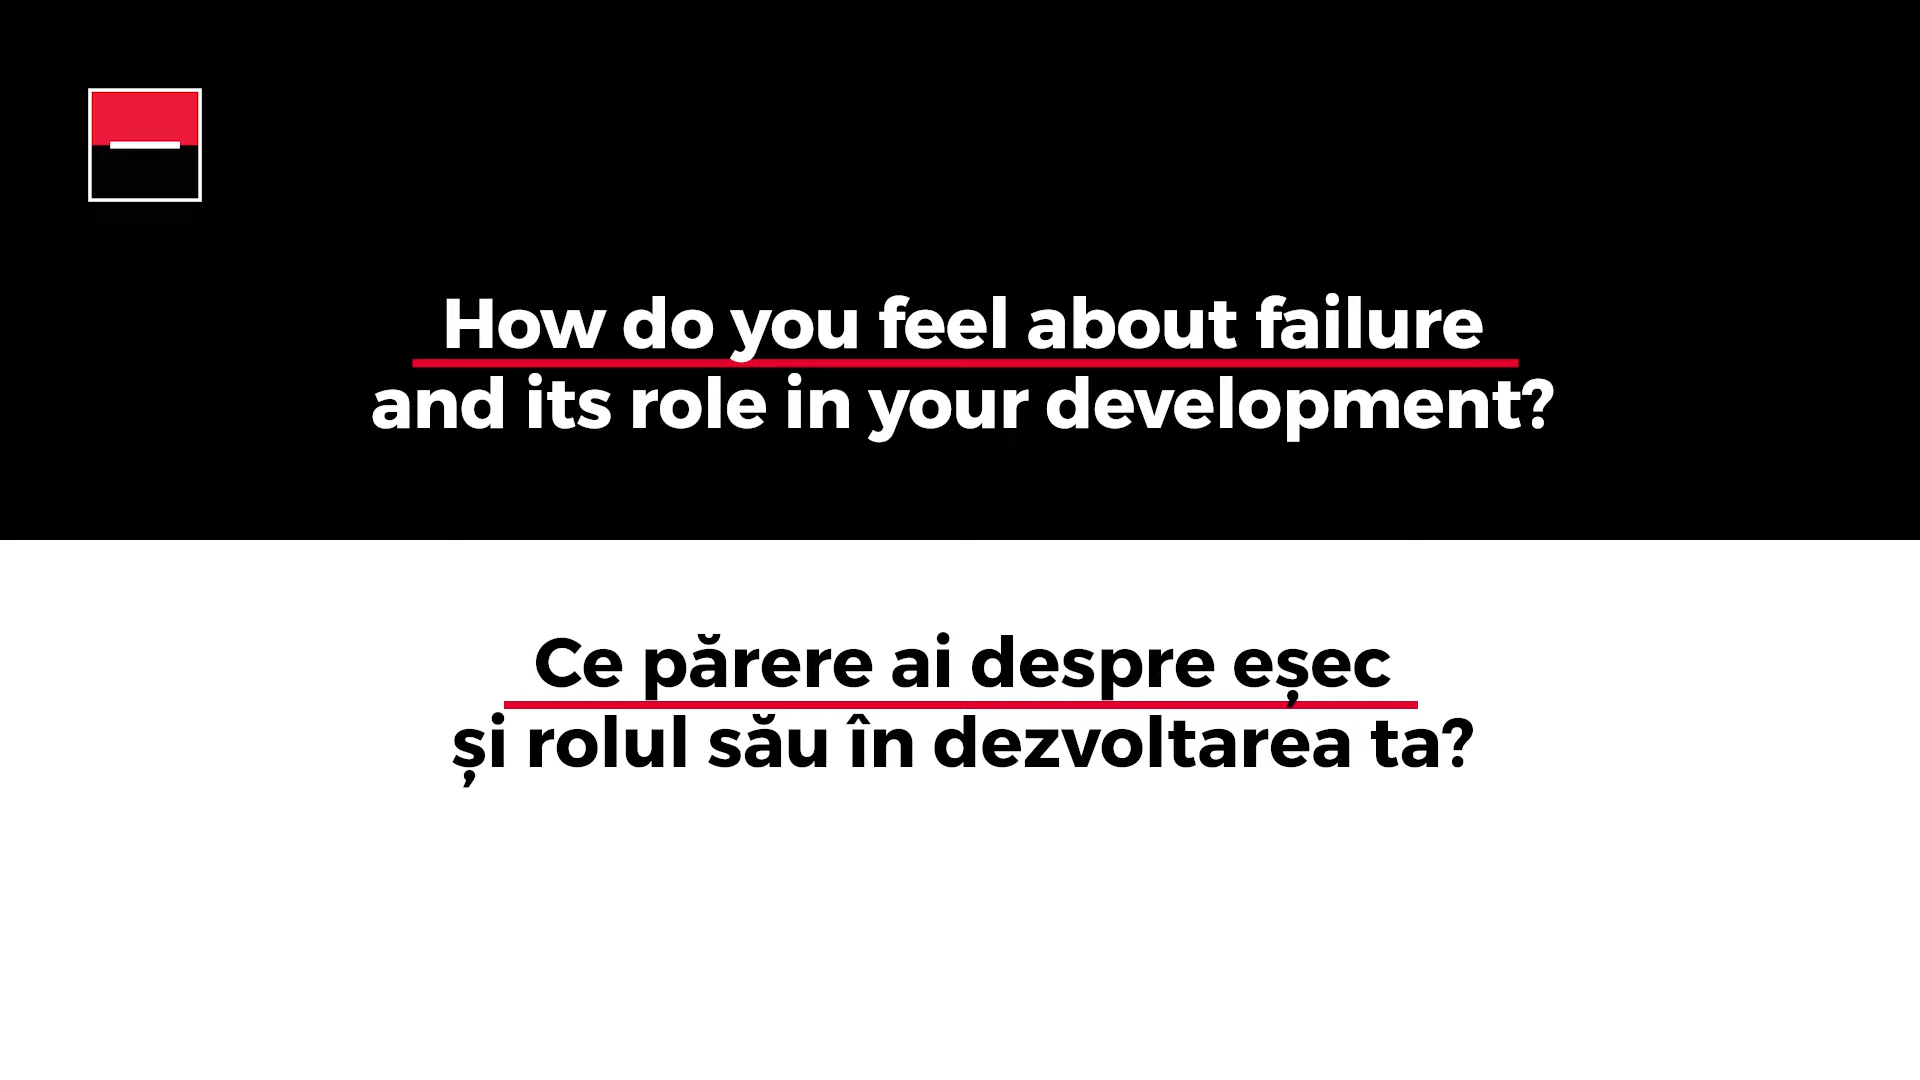 How do you feel about failure
and its role in your development?
Ce părere ai despre eșec
și rolul său în dezvoltarea ta?